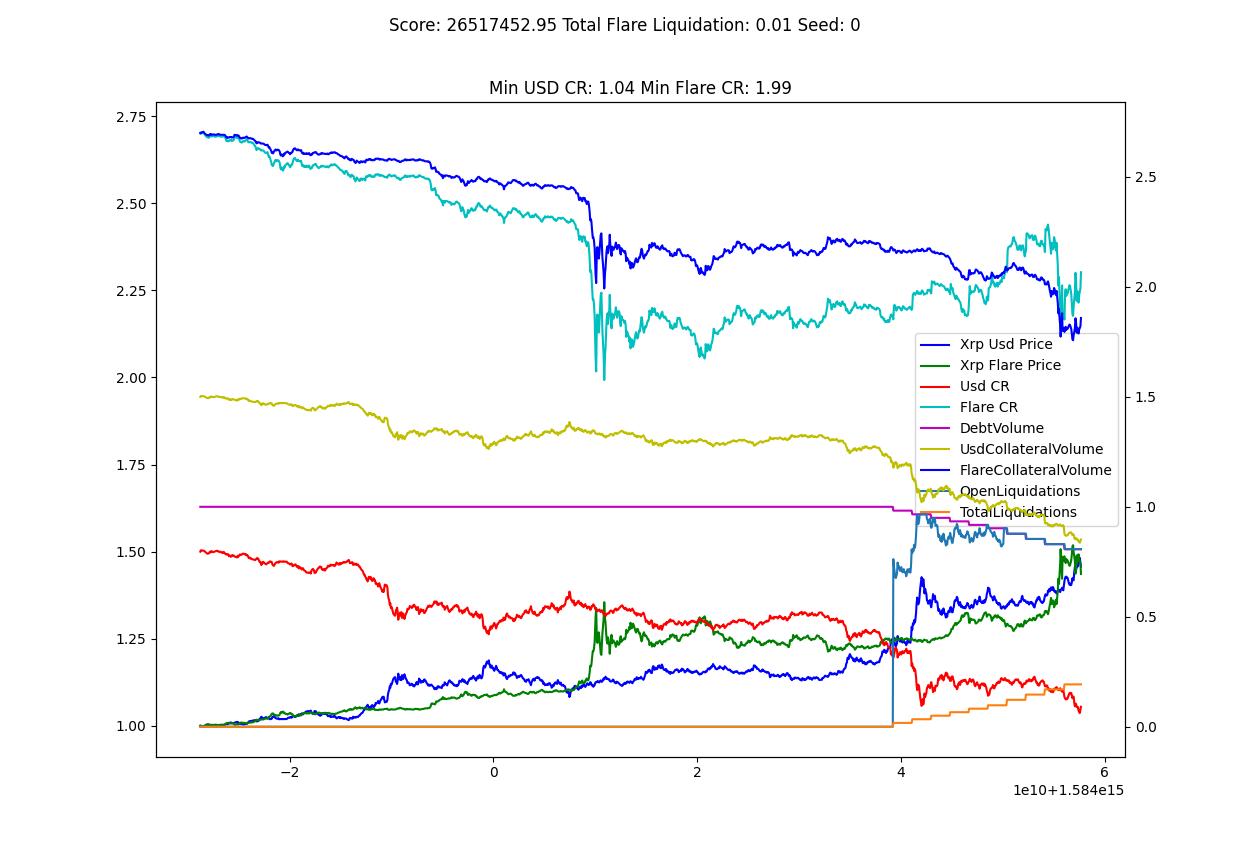 Score: 26517452.95 Total Flare Liquidation: 0.01 Seed: 0
Min USD CR: 1.04 Min Flare CR: 1.99
2.75
2.50
2.25
2.00
1.75
1.50
1.25
1.00
2.5
2.0
1.5
1.0
0.5
0.0
Xrp Usd Price
Xrp Flare Price
Usd CR
Flare CR
DebtVolume
UsdCollateralVolume
FlareCollateralVolume
OpenLiquidations
TotalLiquidations
−2
0
2
4
6
1e10+1.584e15